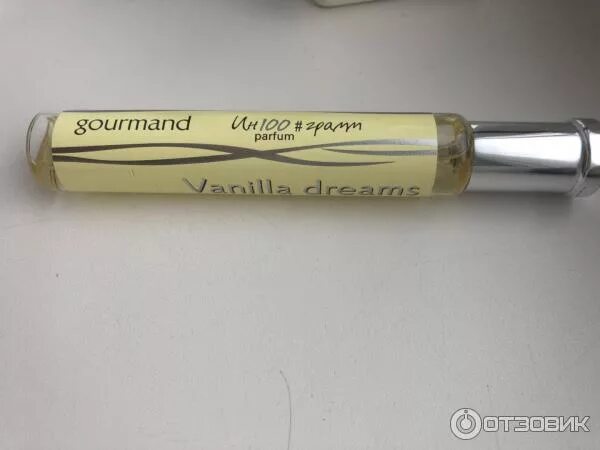 gourmand
Ин100#грамм
parfum
Vanilla dreams
ОТЗОВИК